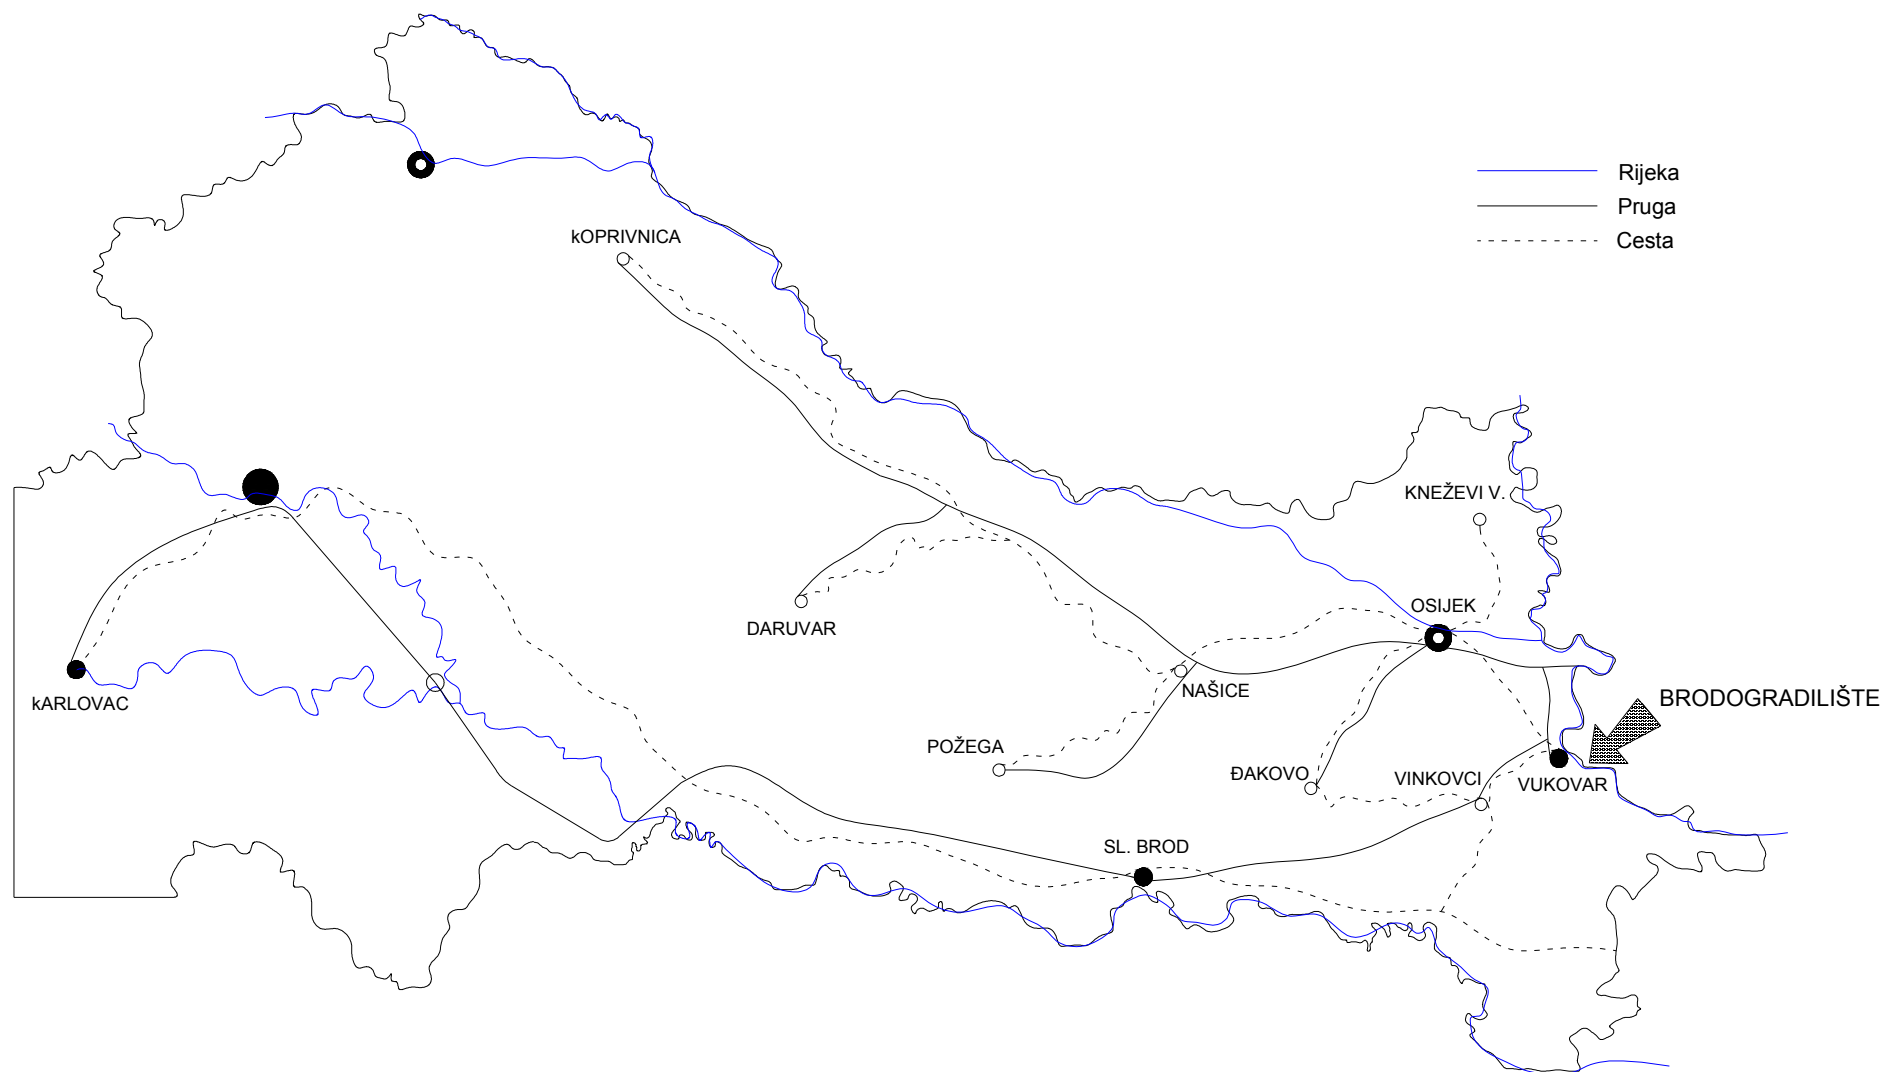 Rijeka
Pruga
Cesta
kOPRIVNICA
KNEŽEVI V.
OSIJEK
DARUVAR
NAŠICE
kARLOVAC
BRODOGRADILIŠTE
POŽEGA
ĐAKOVO
VINKOVCI
VUKOVAR
SL. BROD